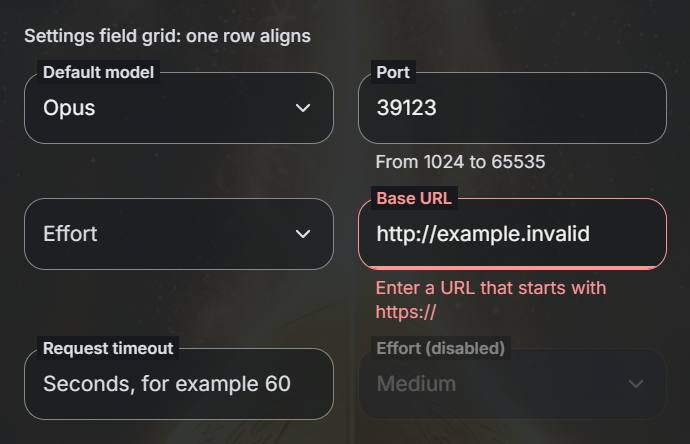 Settings field grid: one row aligns
Default model
Opus
Port
39123
From 1024 to 65535
Effort
Base URL
http://example.invalid
Enter a URL that starts with
https://
Request timeout
Seconds, for example 60
Effort (disabled)
Medium